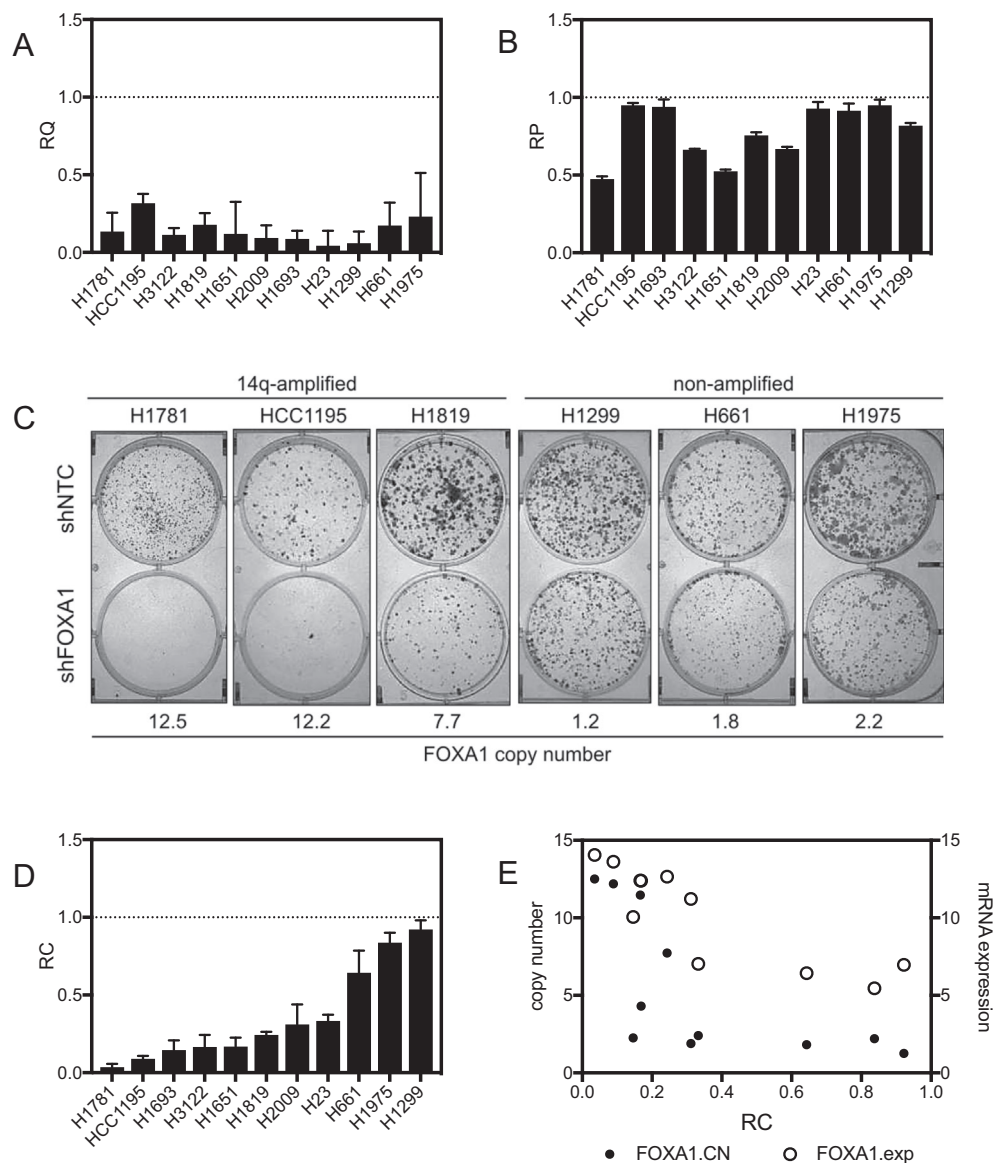 A
RQ
1.5
1.0
0.5
0.0
H1781
HCC1195
H3122
H1819
H1651
H2009
H1693
H23
H1299
H661
H1975
B
RP
1.5
1.0
0.5
0.0
H1781
HCC1195
H1693
H3122
H1651
H1819
H2009
H23
H661
H1975
H1299
C
14q-amplified non-amplified
H1781 HCC1195 H1819 H1299 H661 H1975
shNTC
shFOXA1
12.5 12.2 7.7 1.2 1.8 2.2
FOXA1 copy number
D
RC
1.5
1.0
0.5
0.0
H1781
HCC1195
H1693
H3122
H1651
H1819
H2009
H23
H661
H1975
H1299
E
copy number
15
10
5
0
mRNA expression
15
10
5
0
0.0 0.2 0.4 0.6 0.8 1.0
RC
FOXA1.CN FOXA1.exp